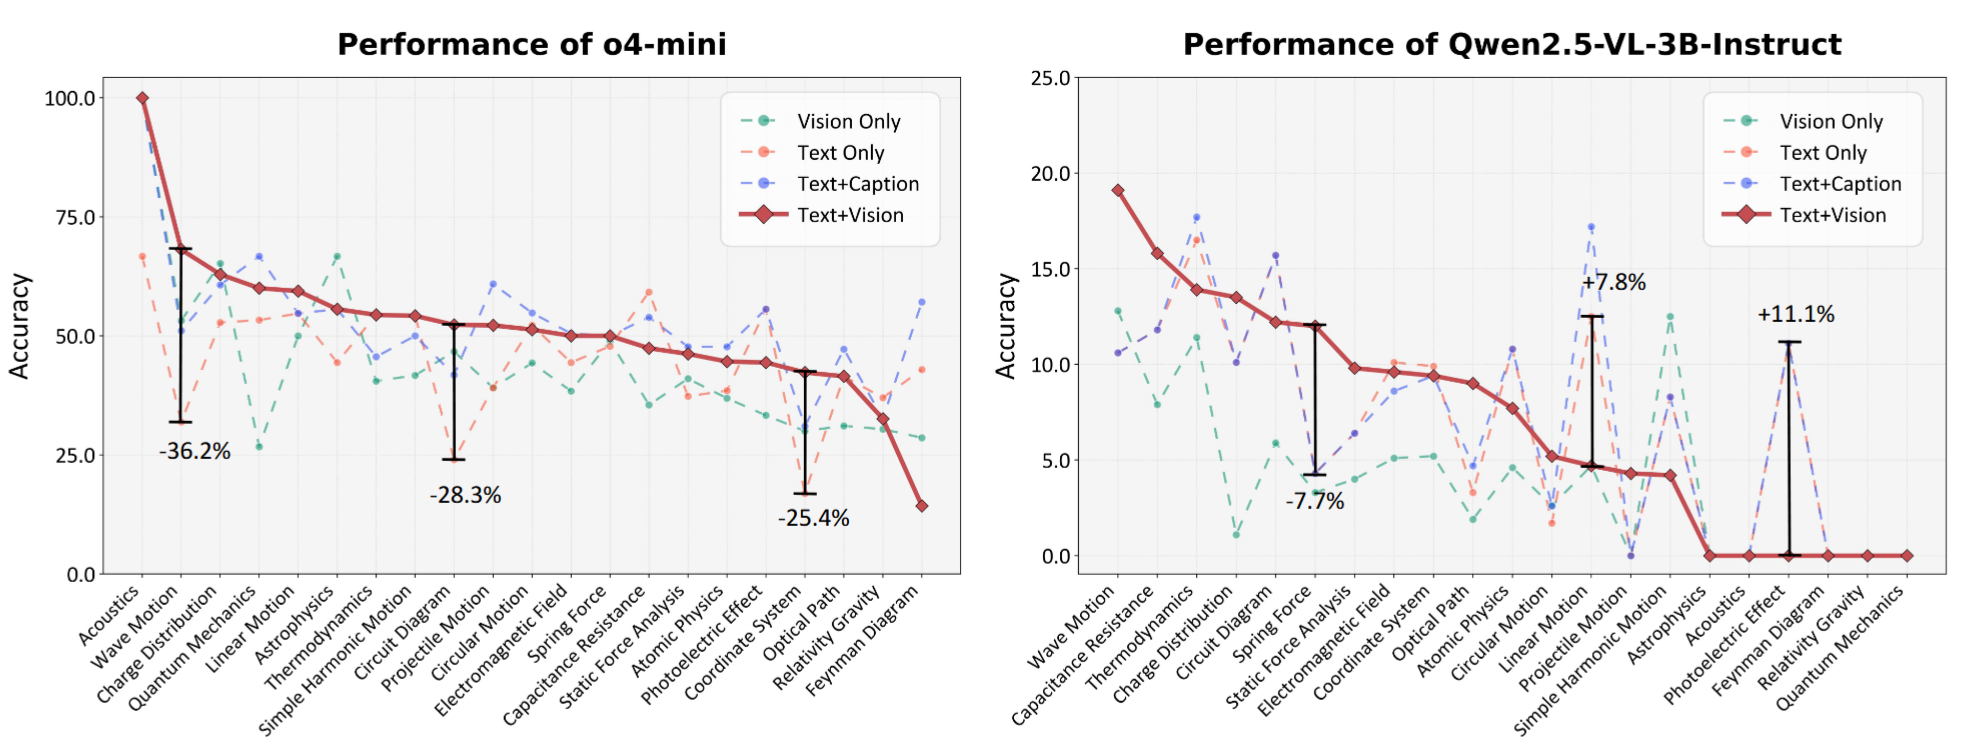 Performance of o4-mini
Accuracy
100.0
75.0
50.0
25.0
0.0
Vision Only
Text Only
Text+Caption
Text+Vision
-36.2%
-28.3%
-25.4%
Acoustics
Wave Motion
Charge Distribution
Quantum Mechanics
Linear Motion
Astrophysics
Thermodynamics
Simple Harmonic Motion
Circuit Diagram
Projectile Motion
Circular Motion
Electromagnetic Field
Spring Force
Capacitance Resistance
Static Force Analysis
Atomic Physics
Photoelectric Effect
Coordinate System
Optical Path
Relativity Gravity
Feynman Diagram
Performance of Qwen2.5-VL-3B-Instruct
Accuracy
25.0
20.0
15.0
10.0
5.0
0.0
Vision Only
Text Only
Text+Caption
Text+Vision
+7.8%
+11.1%
-7.7%
Wave Motion
Capacitance Resistance
Thermodynamics
Charge Distribution
Circuit Diagram
Spring Force
Static Force Analysis
Electromagnetic Field
Coordinate System
Optical Path
Atomic Physics
Circular Motion
Linear Motion
Projectile Motion
Simple Harmonic Motion
Astrophysics
Acoustics
Photoelectric Effect
Feynman Diagram
Relativity Gravity
Quantum Mechanics